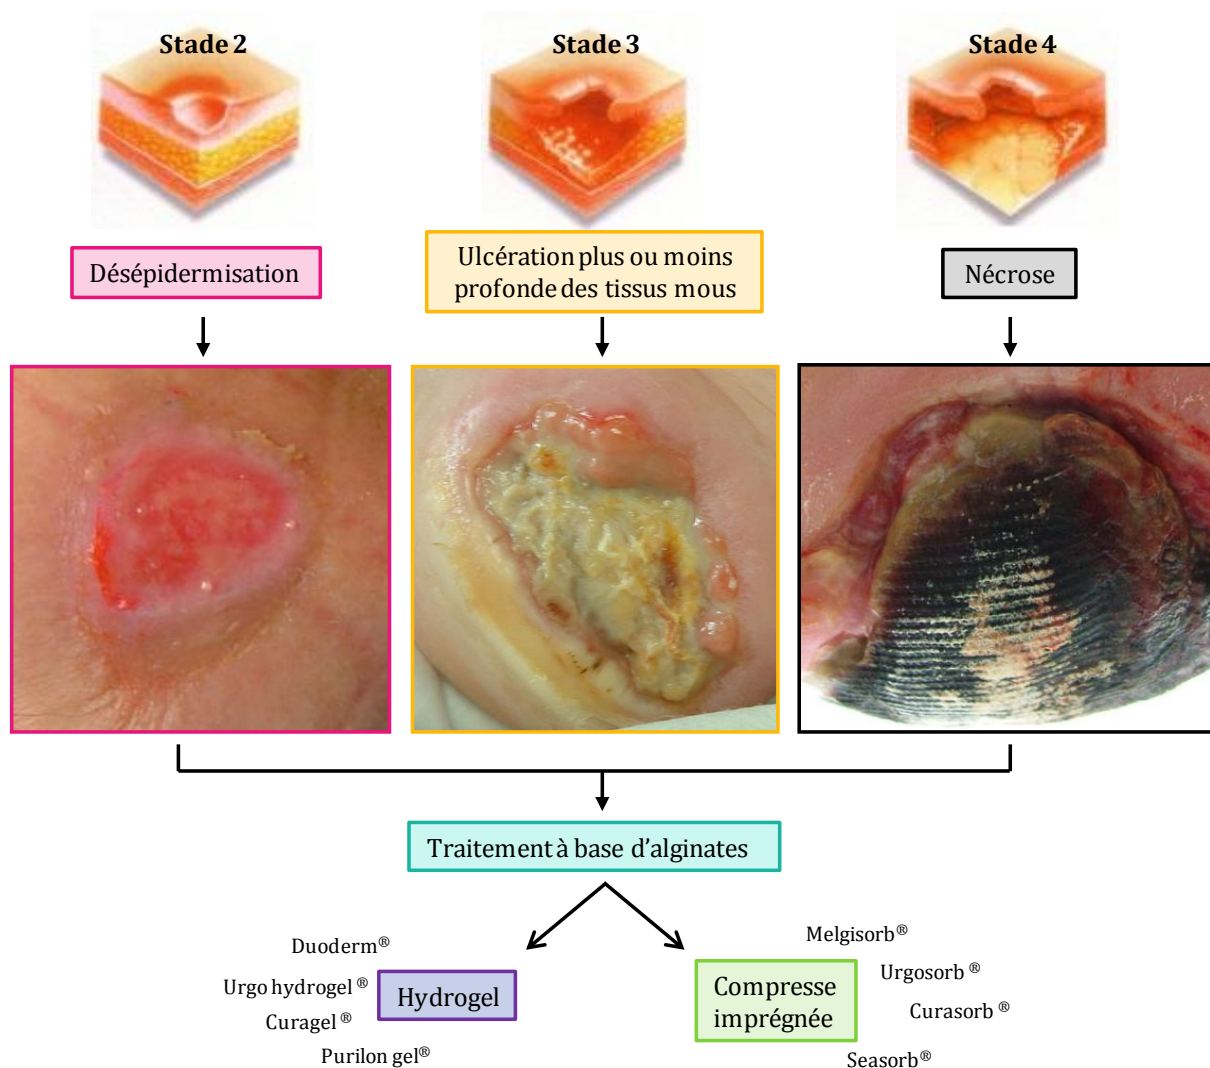 Stade 2
Stade 3
Stade 4
Désépidermisation
Ulcération plus ou moins
profonde des tissus mous
Nécrose
Traitement à base d’alginates
Duoderm®
Urgo hydrogel ®
Curagel ®
Purilon gel®
Hydrogel
Compresse
imprégnée
Melgisorb®
Urgosorb ®
Curasorb ®
Seasorb®